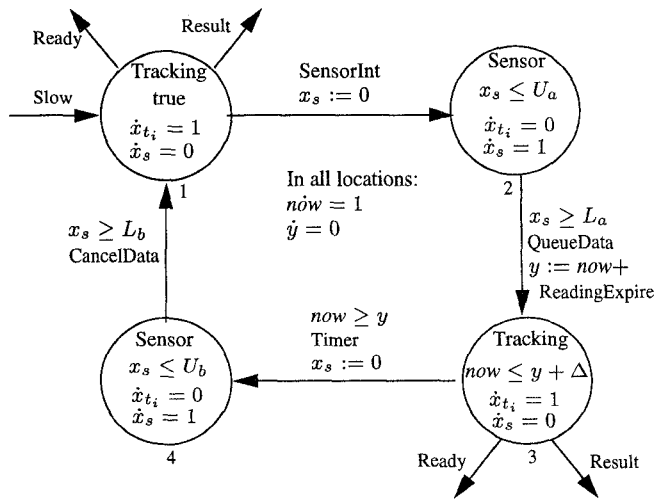 Ready
Result
Slow
Tracking
true
ẋ_{t_i} = 1
ẋ_s = 0
1
SensorInt
x_s := 0
Sensor
x_s ≤ U_a
ẋ_{t_i} = 0
ẋ_s = 1
2
In all locations:
noẇ = 1
ẏ = 0
x_s ≥ L_b
CancelData
x_s ≥ L_a
QueueData
y := now+
ReadingExpire
Sensor
x_s ≤ U_b
ẋ_{t_i} = 0
ẋ_s = 1
4
now ≥ y
Timer
x_s := 0
Tracking
now ≤ y + Δ
ẋ_{t_i} = 1
ẋ_s = 0
3
Ready
Result